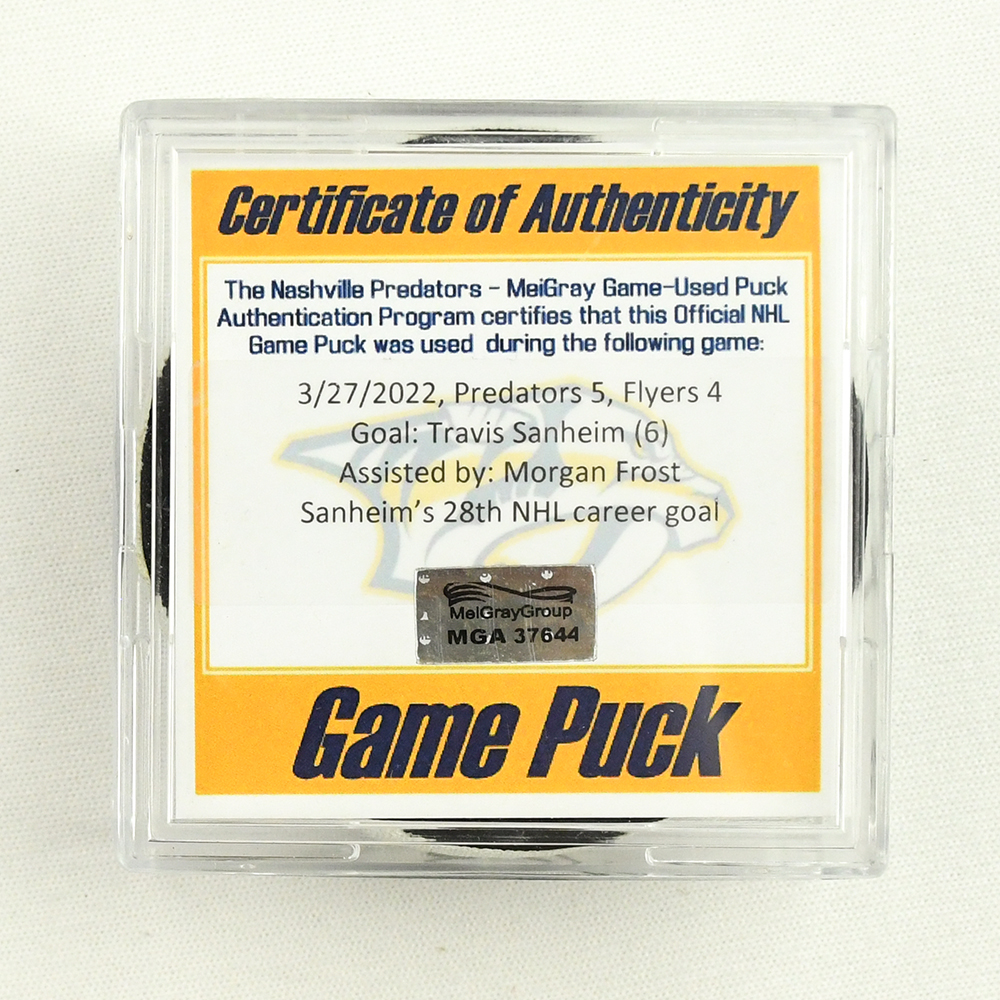 Certificate of Authenticity
The Nashville Predators - MeiGray Game-Used Puck
Authentication Program certifies that this Official NHL
Game Puck was used during the following game:
3/27/2022, Predators 5, Flyers 4
Goal: Travis Sanheim (6)
Assisted by: Morgan Frost
Sanheim's 28th NHL career goal
MeiGrayGroup
MGA 37644
Game Puck